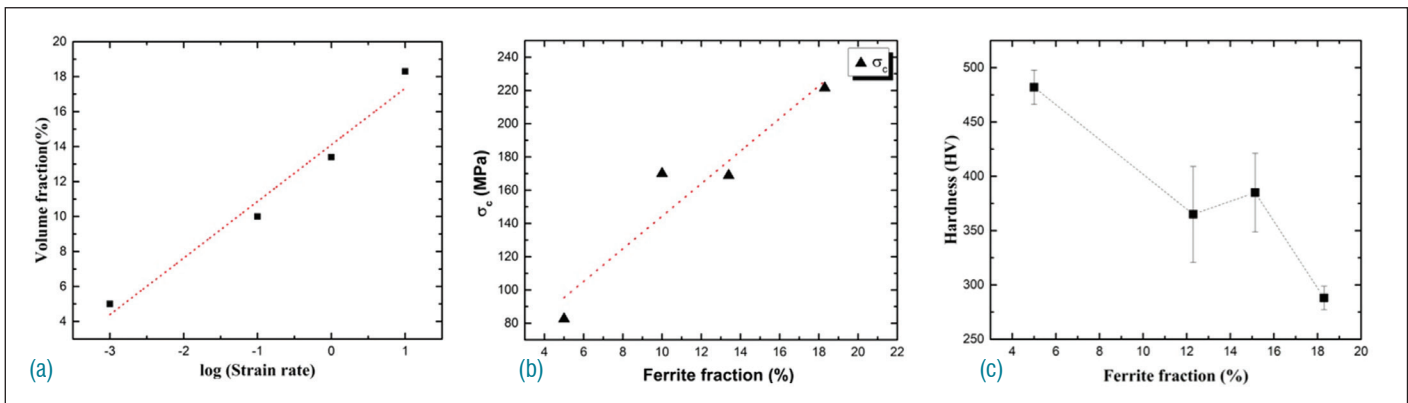 20
18
16
14
12
10
8
6
4
Volume fraction(%)
-3 -2 -1 0 1
log (Strain rate)
(a)
240
220
200
180
160
140
120
100
80
σc (MPa)
σc
4 6 8 10 12 14 16 18 20 22
Ferrite fraction (%)
(b)
500
450
400
350
300
250
Hardness (HV)
4 6 8 10 12 14 16 18 20
Ferrite fraction (%)
(c)